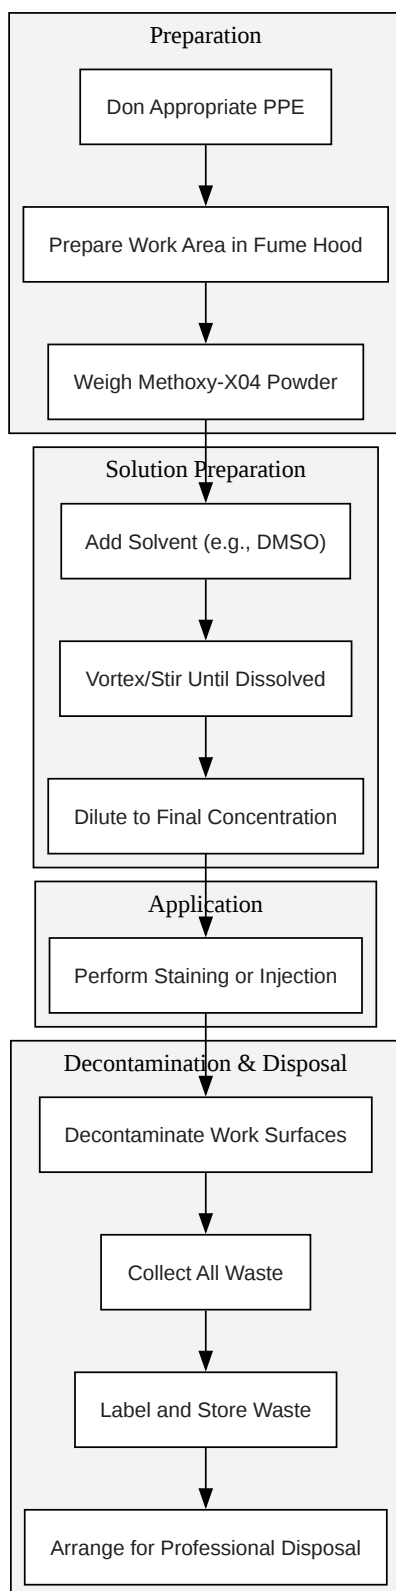 Preparation
Don Appropriate PPE
Prepare Work Area in Fume Hood
Weigh Methoxy-X04 Powder
Solution Preparation
Add Solvent (e.g., DMSO)
Vortex/Stir Until Dissolved
Dilute to Final Concentration
Application
Perform Staining or Injection
Decontamination & Disposal
Decontaminate Work Surfaces
Collect All Waste
Label and Store Waste
Arrange for Professional Disposal